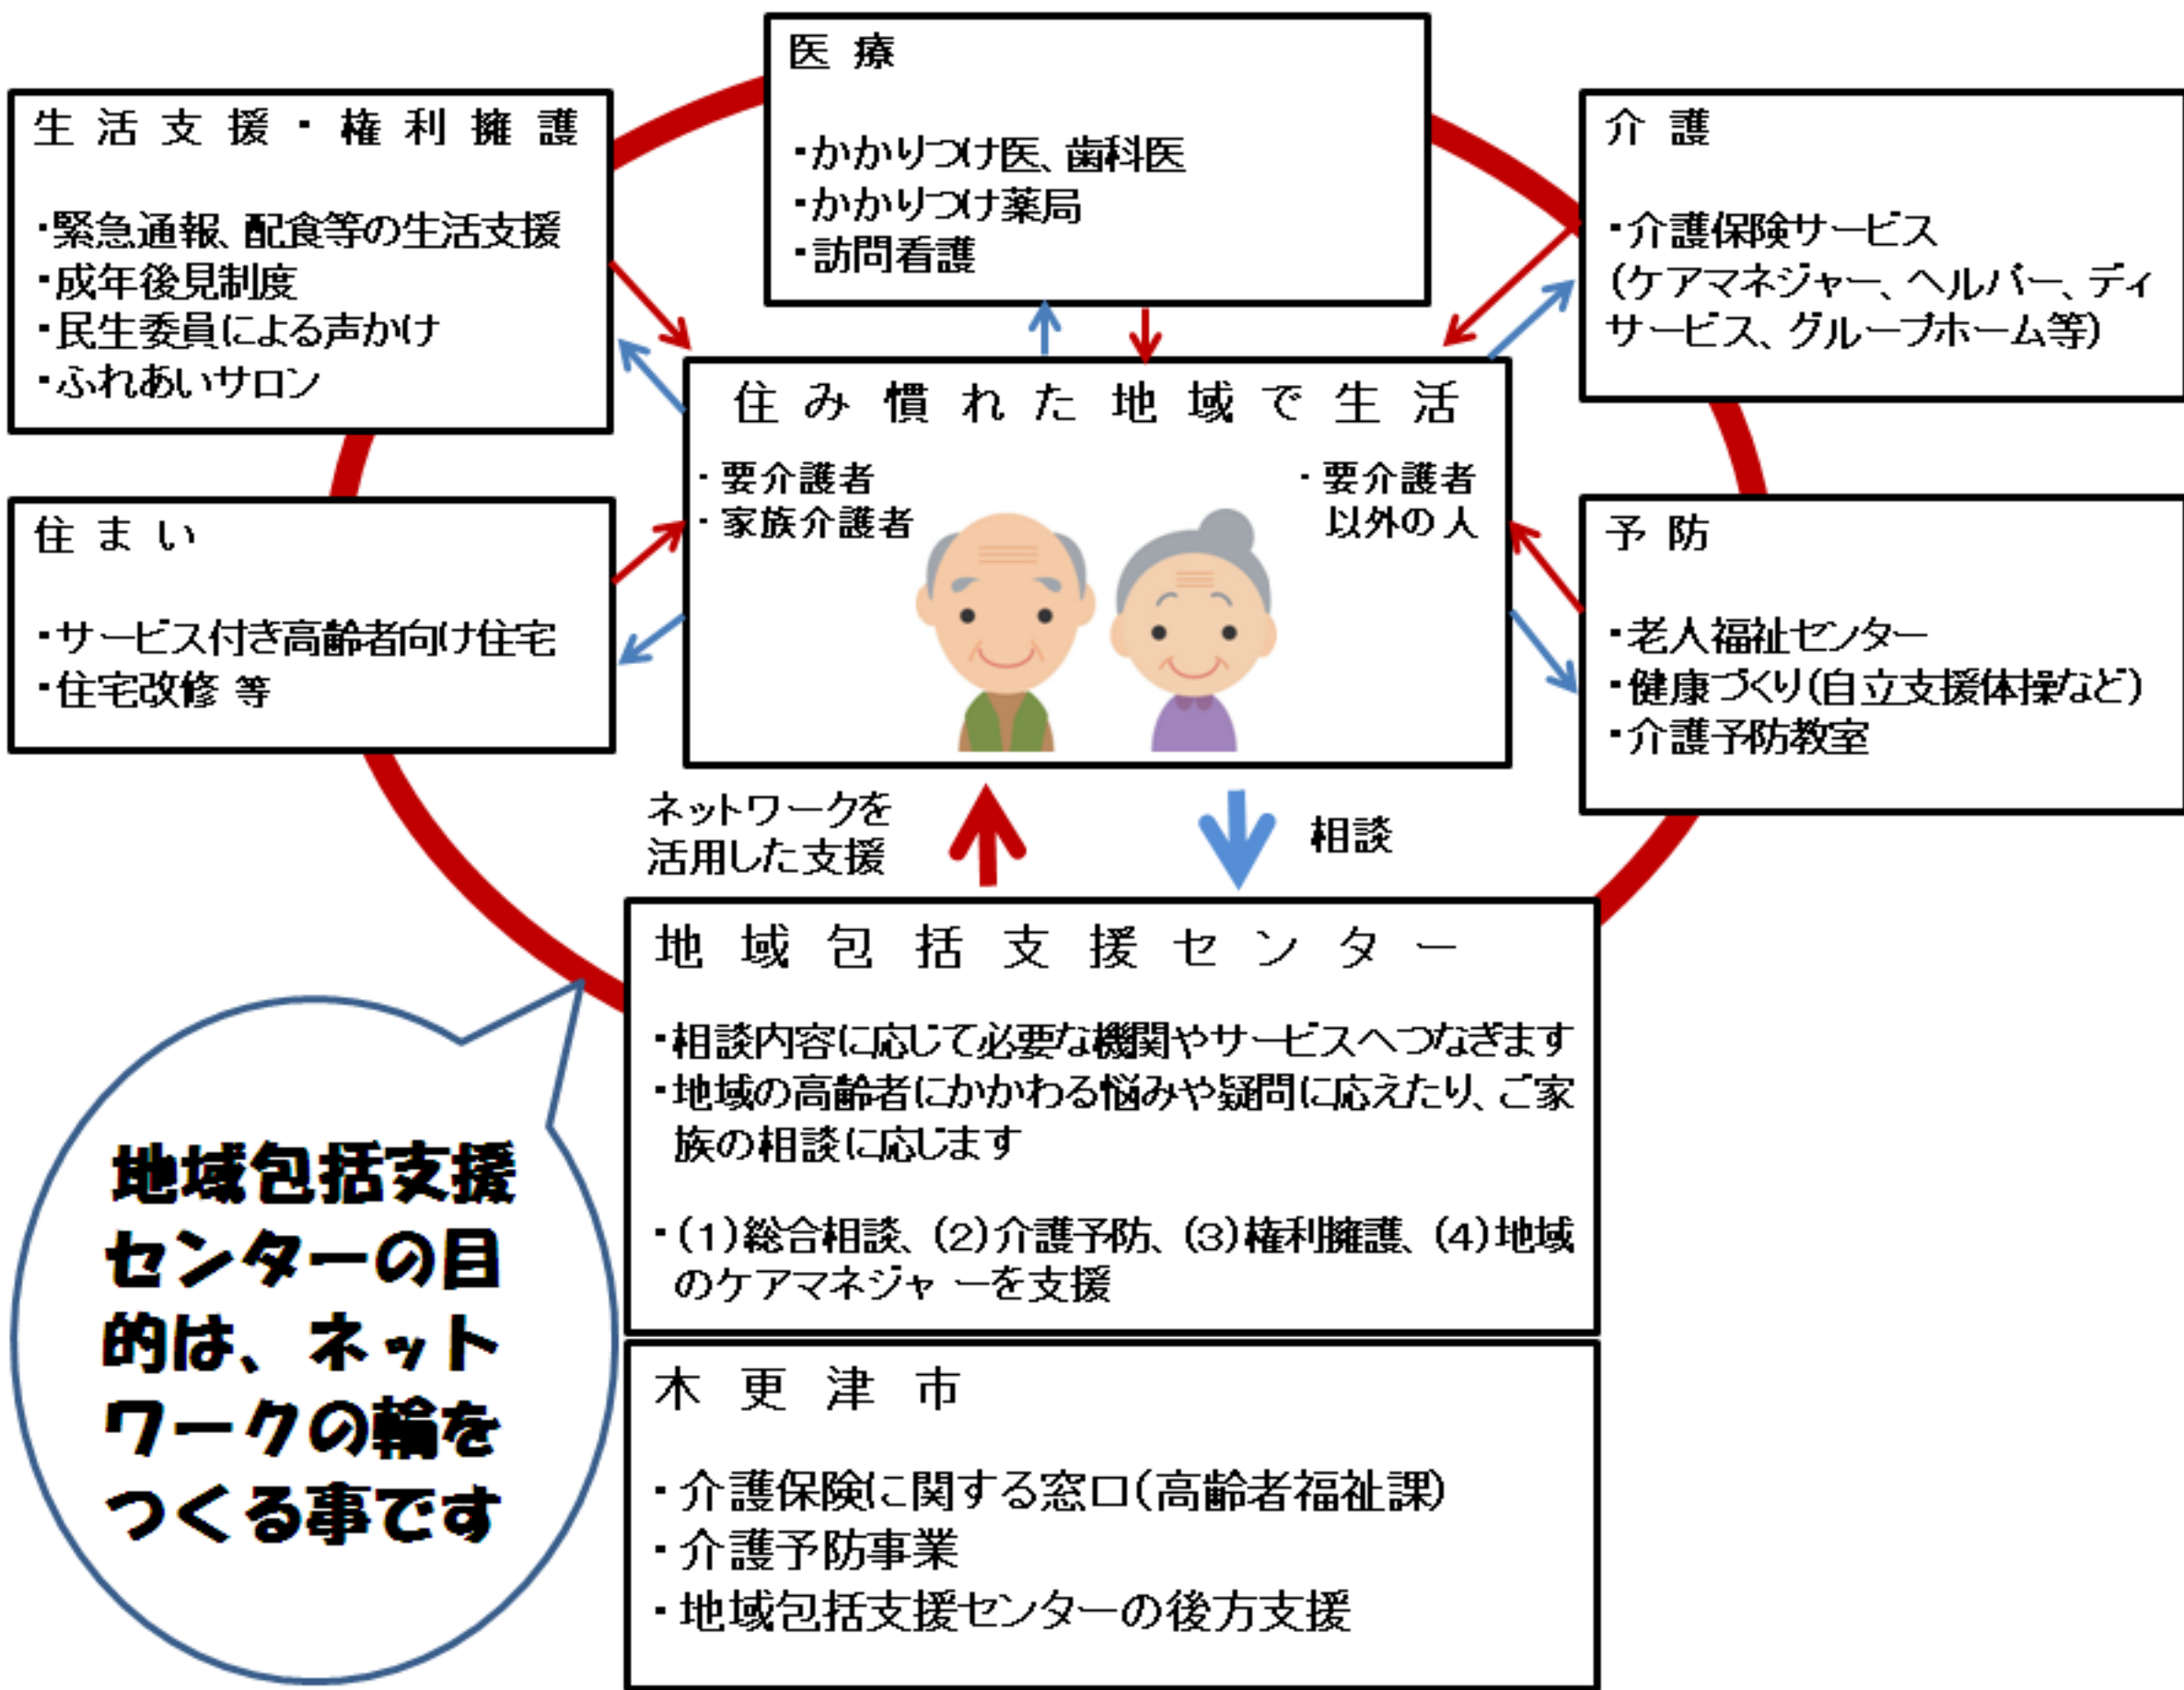 医療
・かかりつけ医、歯科医
・かかりつけ薬局
・訪問看護
生活支援・権利擁護
・緊急通報、配食等の生活支援
・成年後見制度
・民生委員による声かけ
・ふれあいサロン
介護
・介護保険サービス
(ケアマネジャー、ヘルパー、ディ
サービス、グループホーム等)
住み慣れた地域で生活
・要介護者
・家族介護者
・要介護者
以外の人
住まい
・サービス付き高齢者向け住宅
・住宅改修 等
予防
・老人福祉センター
・健康づくり(自立支援体操など)
・介護予防教室
ネットワークを
活用した支援
相談
地域包括支援センター
・相談内容に応じて必要な機関やサービスへつなぎます
・地域の高齢者にかかわる悩みや疑問に応えたり、ご家
族の相談に応じます
・(1)総合相談、(2)介護予防、(3)権利擁護、(4)地域
のケアマネジャーを支援
地域包括支援
センターの目
的は、ネット
ワークの輪を
つくる事です
木更津市
・介護保険に関する窓口(高齢者福祉課)
・介護予防事業
・地域包括支援センターの後方支援